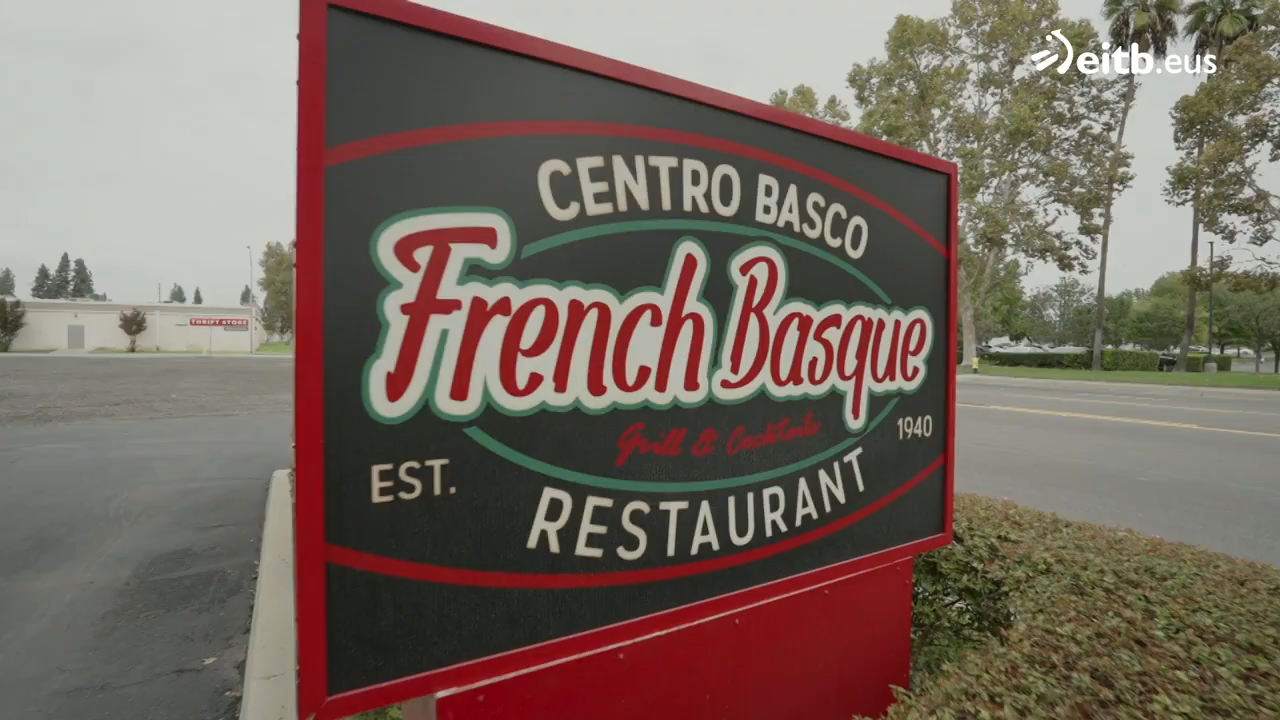 eitb.eus
CENTRO BASCO
French Basque
Grill & Cocktails
EST.
1940
RESTAURANT
THRIFT STORE